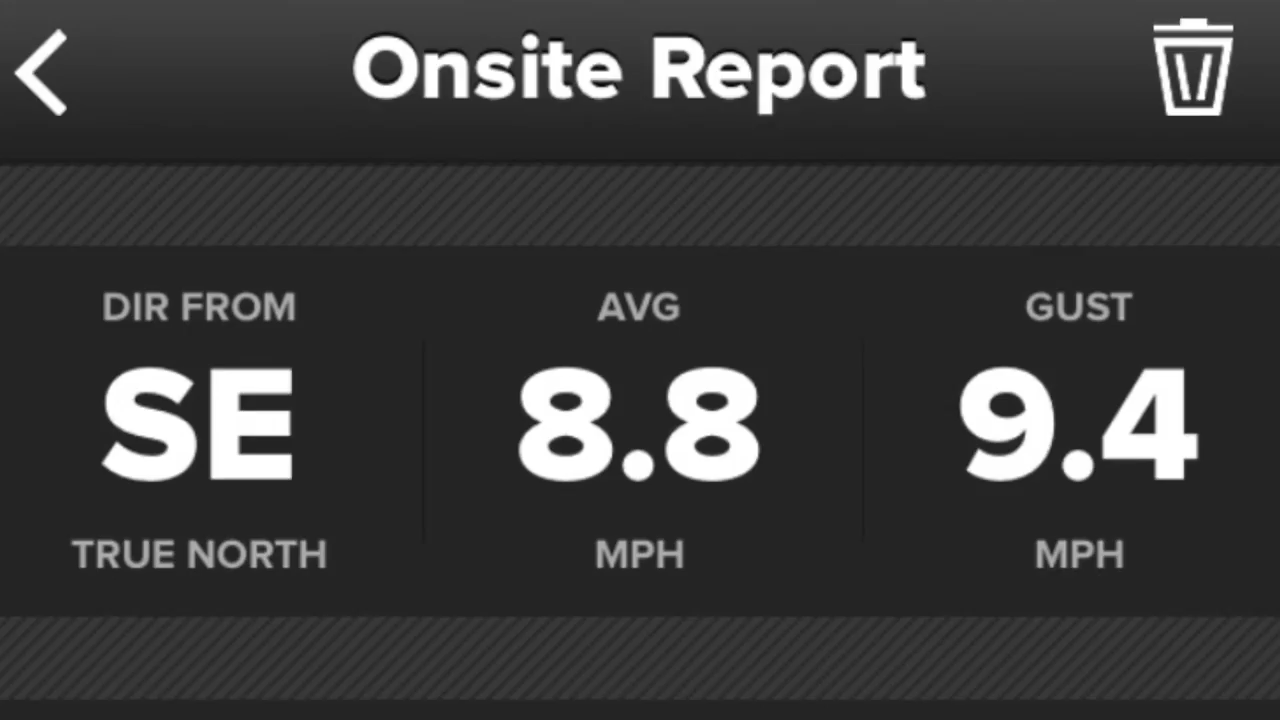 Onsite Report
DIR FROM AVG GUST
SE 8.8 9.4
TRUE NORTH MPH MPH